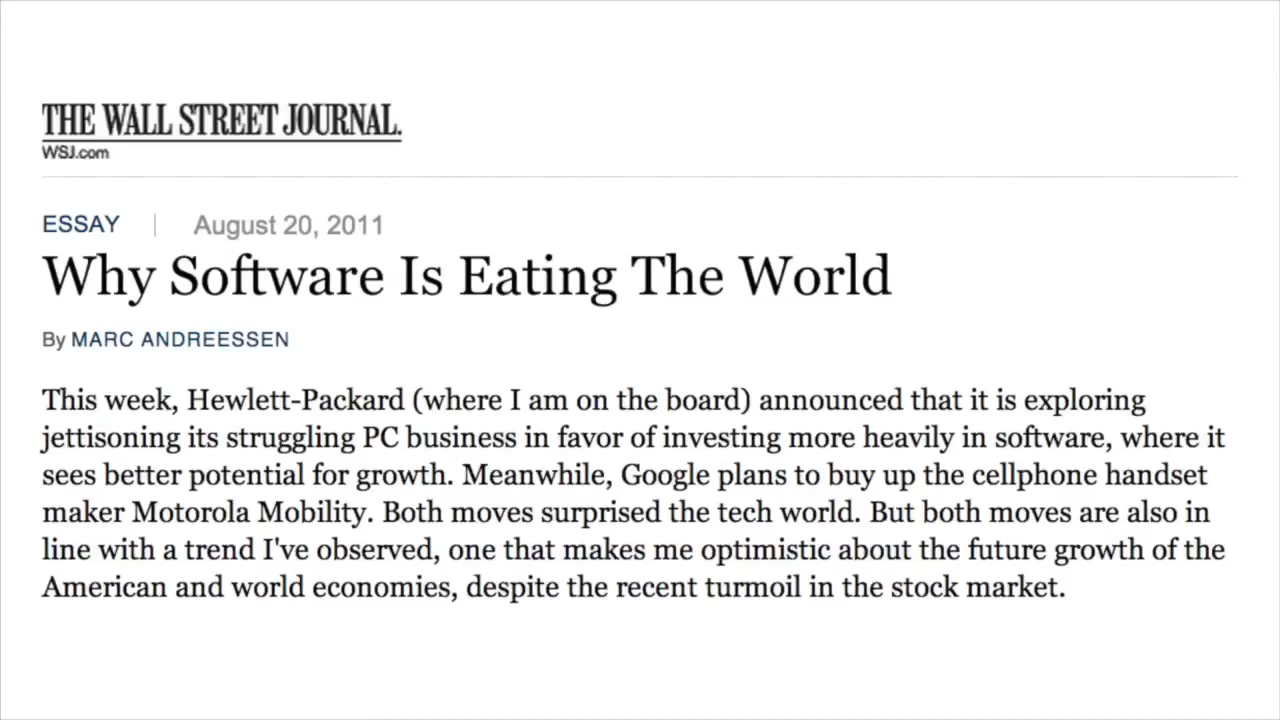 THE WALL STREET JOURNAL.
WSJ.com
ESSAY | August 20, 2011
Why Software Is Eating The World
By MARC ANDREESSEN
This week, Hewlett-Packard (where I am on the board) announced that it is exploring
jettisoning its struggling PC business in favor of investing more heavily in software, where it
sees better potential for growth. Meanwhile, Google plans to buy up the cellphone handset
maker Motorola Mobility. Both moves surprised the tech world. But both moves are also in
line with a trend I've observed, one that makes me optimistic about the future growth of the
American and world economies, despite the recent turmoil in the stock market.